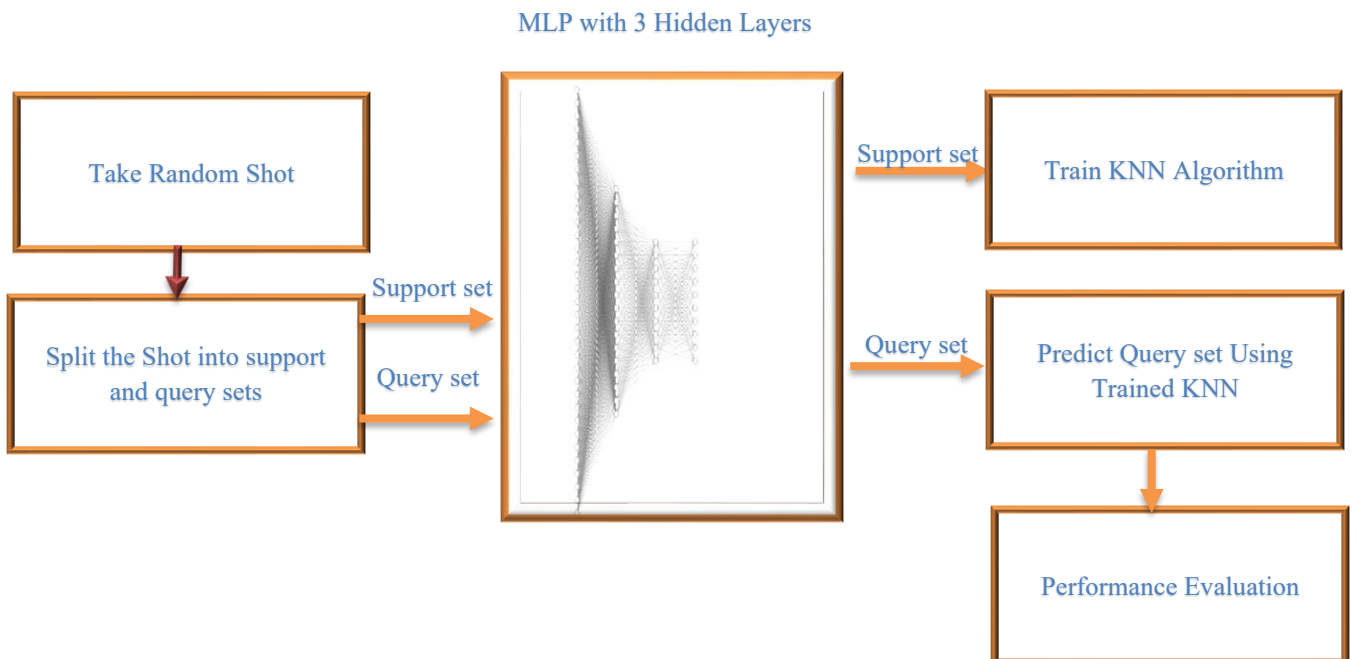 MLP with 3 Hidden Layers
Take Random Shot
Split the Shot into support
and query sets
Support set
Query set
Support set
Train KNN Algorithm
Query set
Predict Query set Using
Trained KNN
Performance Evaluation